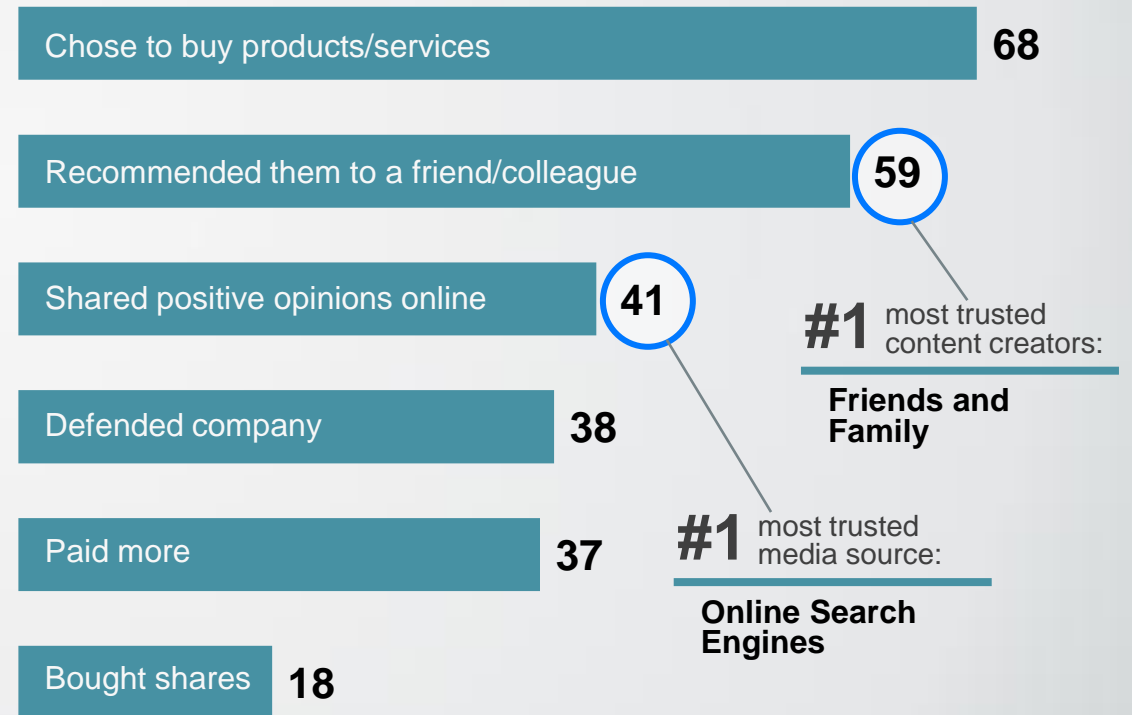 Chose to buy products/services 68
Recommended them to a friend/colleague 59
Shared positive opinions online 41
#1 most trusted
content creators:
Friends and
Family
Defended company 38
Paid more 37
#1 most trusted
media source:
Online Search
Engines
Bought shares 18